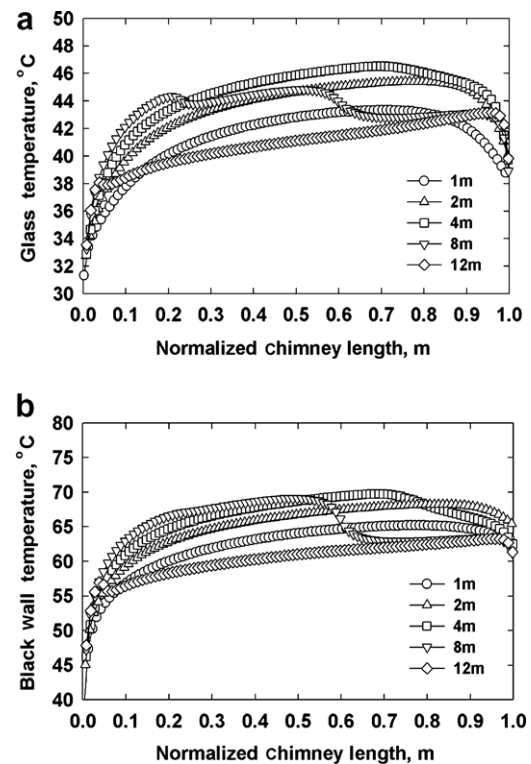 a
50
48
46
44
42
40
38
36
34
32
30
Glass temperature, °C
1m
2m
4m
8m
12m
0.0 0.1 0.2 0.3 0.4 0.5 0.6 0.7 0.8 0.9 1.0
Normalized chimney length, m
b
80
75
70
65
60
55
50
45
40
Black wall temperature, °C
1m
2m
4m
8m
12m
0.0 0.1 0.2 0.3 0.4 0.5 0.6 0.7 0.8 0.9 1.0
Normalized chimney length, m